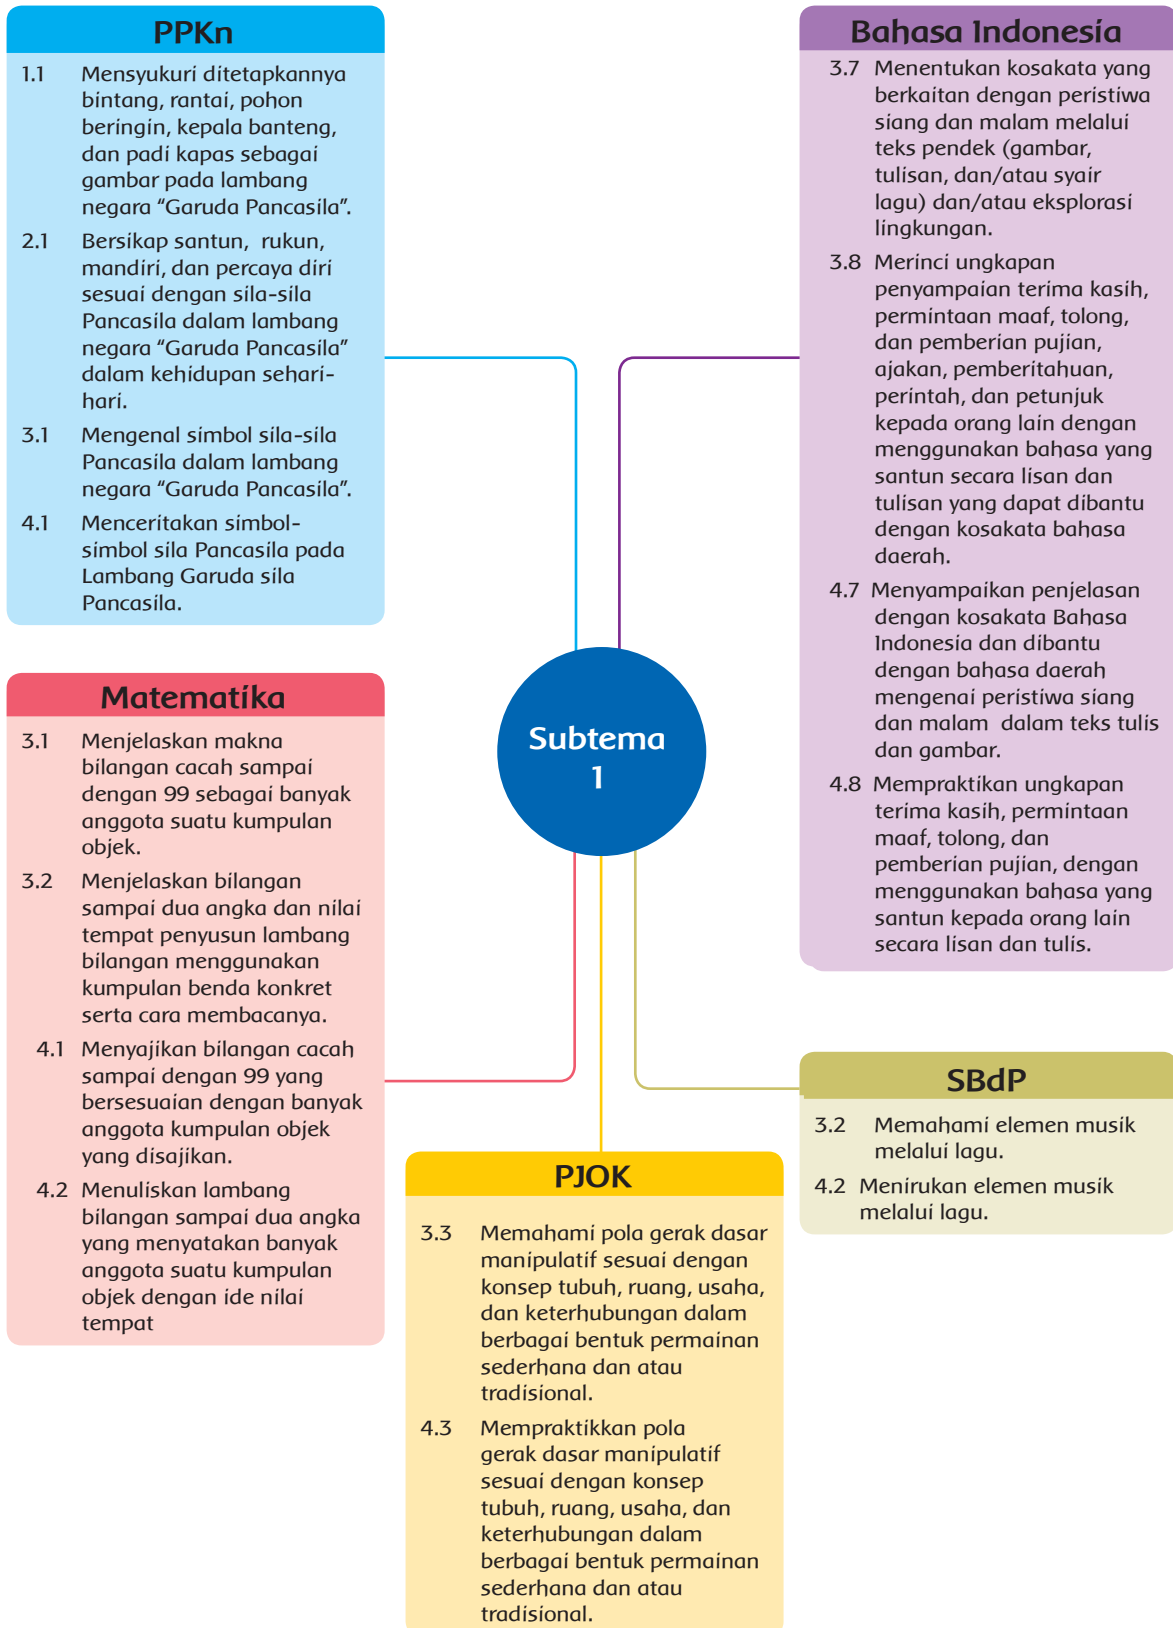 PPKn
1.1 Mensyukuri ditetapkannya
bintang, rantai, pohon
beringin, kepala banteng,
dan padi kapas sebagai
gambar pada lambang
negara “Garuda Pancasila”.
2.1 Bersikap santun, rukun,
mandiri, dan percaya diri
sesuai dengan sila-sila
Pancasila dalam lambang
negara “Garuda Pancasila”
dalam kehidupan sehari-
hari.
3.1 Mengenal simbol sila-sila
Pancasila dalam lambang
negara “Garuda Pancasila”.
4.1 Menceritakan simbol-
simbol sila Pancasila pada
Lambang Garuda sila
Pancasila.
Bahasa Indonesia
3.7 Menentukan kosakata yang
berkaitan dengan peristiwa
siang dan malam melalui
teks pendek (gambar,
tulisan, dan/atau syair
lagu) dan/atau eksplorasi
lingkungan.
3.8 Merinci ungkapan
penyampaian terima kasih,
permintaan maaf, tolong,
dan pemberian pujian,
ajakan, pemberitahuan,
perintah, dan petunjuk
kepada orang lain dengan
menggunakan bahasa yang
santun secara lisan dan
tulisan yang dapat dibantu
dengan kosakata bahasa
daerah.
4.7 Menyampaikan penjelasan
dengan kosakata Bahasa
Indonesia dan dibantu
dengan bahasa daerah
mengenai peristiwa siang
dan malam dalam teks tulis
dan gambar.
4.8 Mempraktikan ungkapan
terima kasih, permintaan
maaf, tolong, dan
pemberian pujian, dengan
menggunakan bahasa yang
santun kepada orang lain
secara lisan dan tulis.
Subtema
1
Matematika
3.1 Menjelaskan makna
bilangan cacah sampai
dengan 99 sebagai banyak
anggota suatu kumpulan
objek.
3.2 Menjelaskan bilangan
sampai dua angka dan nilai
tempat penyusun lambang
bilangan menggunakan
kumpulan benda konkret
serta cara membacanya.
4.1 Menyajikan bilangan cacah
sampai dengan 99 yang
bersesuaian dengan banyak
anggota kumpulan objek
yang disajikan.
4.2 Menuliskan lambang
bilangan sampai dua angka
yang menyatakan banyak
anggota suatu kumpulan
objek dengan ide nilai
tempat
PJOK
3.3 Memahami pola gerak dasar
manipulatif sesuai dengan
konsep tubuh, ruang, usaha,
dan keterhubungan dalam
berbagai bentuk permainan
sederhana dan atau
tradisional.
4.3 Mempraktikkan pola
gerak dasar manipulatif
sesuai dengan konsep
tubuh, ruang, usaha, dan
keterhubungan dalam
berbagai bentuk permainan
sederhana dan atau
tradisional.
SBdP
3.2 Memahami elemen musik
melalui lagu.
4.2 Menirukan elemen musik
melalui lagu.